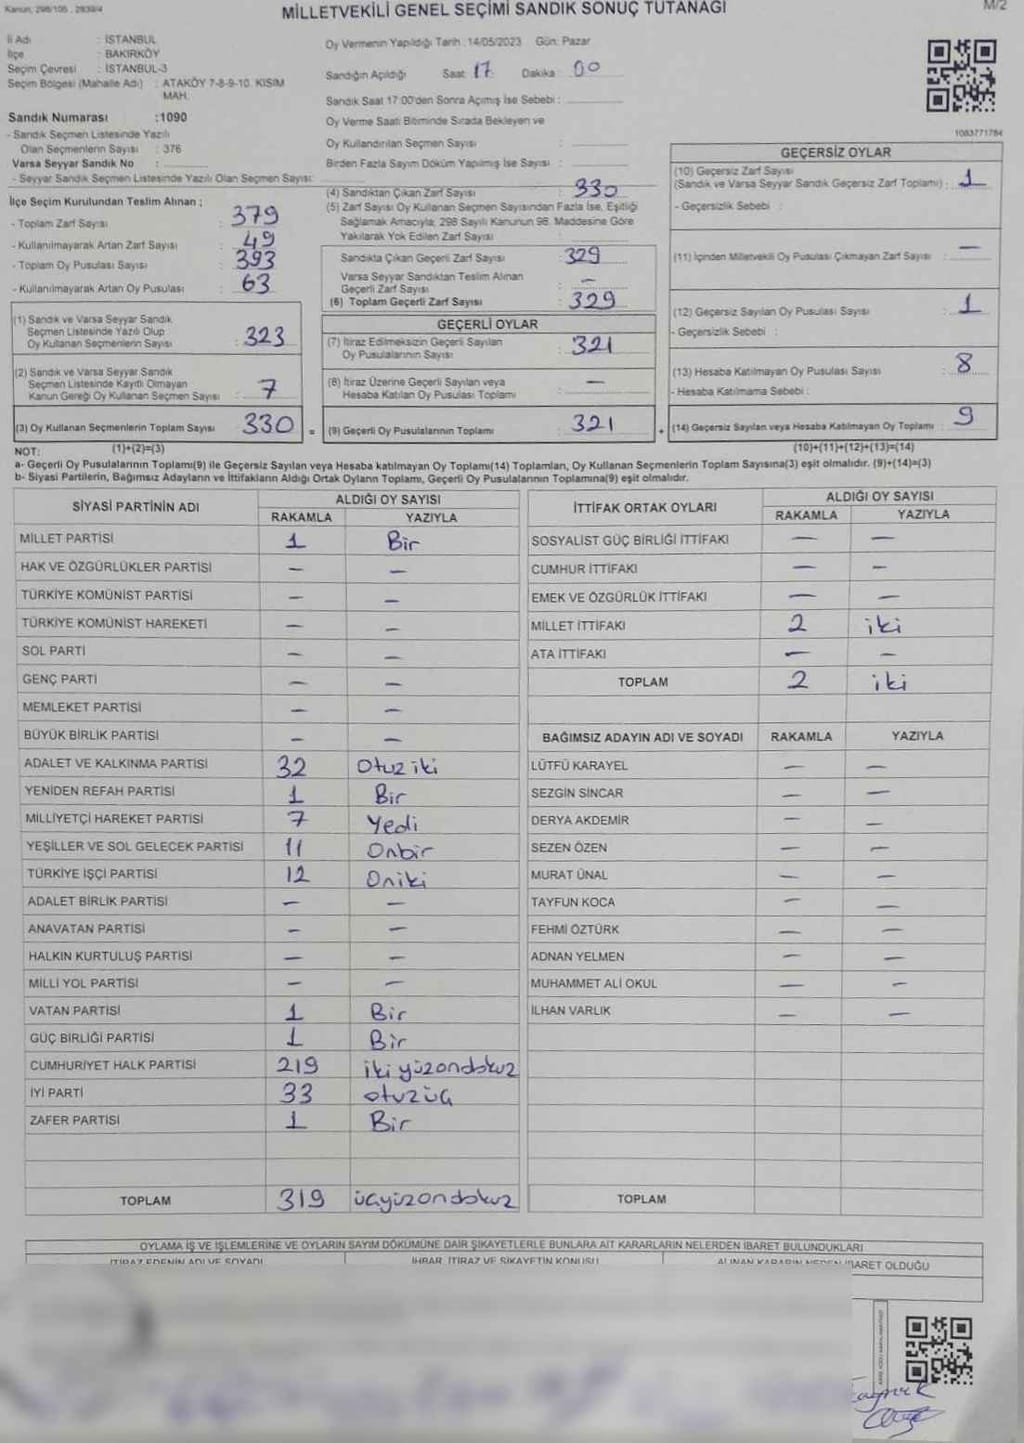 Kanun: 298/105 , 2839/4
MİLLETVEKİLİ GENEL SEÇİMİ SANDIK SONUÇ TUTANAĞI
M/2
İl Adı : İSTANBUL
İlçe : BAKIRKÖY
Seçim Çevresi : İSTANBUL-3
Seçim Bölgesi (Mahalle Adı) : ATAKÖY 7-8-9-10. KISIM
MAH.
Sandık Numarası :1090
- Sandık Seçmen Listesinde Yazılı
Olan Seçmenlerin Sayısı : 376
Varsa Seyyar Sandık No :
- Seyyar Sandık Seçmen Listesinde Yazılı Olan Seçmen Sayısı:
İlçe Seçim Kurulundan Teslim Alınan ;
- Toplam Zarf Sayısı : 379
- Kullanılmayarak Artan Zarf Sayısı : 49
- Toplam Oy Pusulası Sayısı : 393
- Kullanılmayarak Artan Oy Pusulası : 63
(1) Sandık ve Varsa Seyyar Sandık
Seçmen Listesinde Yazılı Olup
Oy Kullanan Seçmenlerin Sayısı : 323
(2) Sandık ve Varsa Seyyar Sandık
Seçmen Listesinde Kayıtlı Olmayan
Kanun Gereği Oy Kullanan Seçmen Sayısı : 7
(3) Oy Kullanan Seçmenlerin Toplam Sayısı : 330 =
Oy Vermenin Yapıldığı Tarih :14/05/2023 Gün: Pazar
Sandığın Açıldığı Saat 17 Dakika : 00
Sandık Saat 17:00'den Sonra Açılmış İse Sebebi :
Oy Verme Saati Bitiminde Sırada Bekleyen ve
Oy Kullandırılan Seçmen Sayısı :
Birden Fazla Sayım Döküm Yapılmış İse Sayısı :
(4) Sandıktan Çıkan Zarf Sayısı : 330
(5) Zarf Sayısı Oy Kullanan Seçmen Sayısından Fazla İse, Eşitliği
Sağlamak Amacıyla, 298 Sayılı Kanunun 98. Maddesine Göre
Yakılarak Yok Edilen Zarf Sayısı :
Sandıkta Çıkan Geçerli Zarf Sayısı : 329
Varsa Seyyar Sandıktan Teslim Alınan
Geçerli Zarf Sayısı : —
(6) Toplam Geçerli Zarf Sayısı : 329
GEÇERLİ OYLAR
(7) İtiraz Edilmeksizin Geçerli Sayılan
Oy Pusulalarının Sayısı : 321
(8) İtiraz Üzerine Geçerli Sayılan veya
Hesaba Katılan Oy Pusulası Toplamı : —
(9) Geçerli Oy Pusulalarının Toplamı : 321 +
1083771784
GEÇERSİZ OYLAR
(10) Geçersiz Zarf Sayısı
(Sandık ve Varsa Seyyar Sandık Geçersiz Zarf Toplamı) : 1
- Geçersizlik Sebebi :
(11) İçinden Milletvekili Oy Pusulası Çıkmayan Zarf Sayısı : —
(12) Geçersiz Sayılan Oy Pusulası Sayısı : 1
- Geçersizlik Sebebi :
(13) Hesaba Katılmayan Oy Pusulası Sayısı : 8
- Hesaba Katılmama Sebebi :
(14) Geçersiz Sayılan veya Hesaba Katılmayan Oy Toplamı : 9
NOT: (1)+(2)=(3) (10)+(11)+(12)+(13)=(14)
a- Geçerli Oy Pusulalarının Toplamı(9) ile Geçersiz Sayılan veya Hesaba katılmayan Oy Toplamı(14) Toplamları, Oy Kullanan Seçmenlerin Toplam Sayısına(3) eşit olmalıdır. (9)+(14)=(3)
b- Siyasi Partilerin, Bağımsız Adayların ve İttifakların Aldığı Ortak Oyların Toplamı, Geçerli Oy Pusulalarının Toplamına(9) eşit olmalıdır.
SİYASİ PARTİNİN ADI ALDIĞI OY SAYISI
RAKAMLA YAZIYLA
MİLLET PARTİSİ 1 Bir
HAK VE ÖZGÜRLÜKLER PARTİSİ — —
TÜRKİYE KOMÜNİST PARTİSİ — —
TÜRKİYE KOMÜNİST HAREKETİ — —
SOL PARTİ — —
GENÇ PARTİ — —
MEMLEKET PARTİSİ — —
BÜYÜK BİRLİK PARTİSİ — —
ADALET VE KALKINMA PARTİSİ 32 Otuz iki
YENİDEN REFAH PARTİSİ 1 Bir
MİLLİYETÇİ HAREKET PARTİSİ 7 Yedi
YEŞİLLER VE SOL GELECEK PARTİSİ 11 Onbir
TÜRKİYE İŞÇİ PARTİSİ 12 Oniki
ADALET BİRLİK PARTİSİ — —
ANAVATAN PARTİSİ — —
HALKIN KURTULUŞ PARTİSİ — —
MİLLİ YOL PARTİSİ — —
VATAN PARTİSİ 1 Bir
GÜÇ BİRLİĞİ PARTİSİ 1 Bir
CUMHURİYET HALK PARTİSİ 219 ikiyüzondokuz
İYİ PARTİ 33 otuzüç
ZAFER PARTİSİ 1 Bir
TOPLAM 319 üçyüzondokuz
İTTİFAK ORTAK OYLARI ALDIĞI OY SAYISI
RAKAMLA YAZIYLA
SOSYALİST GÜÇ BİRLİĞİ İTTİFAKI — —
CUMHUR İTTİFAKI — —
EMEK VE ÖZGÜRLÜK İTTİFAKI — —
MİLLET İTTİFAKI 2 iki
ATA İTTİFAKI — —
TOPLAM 2 iki
BAĞIMSIZ ADAYIN ADI VE SOYADI RAKAMLA YAZIYLA
LÜTFÜ KARAYEL — —
SEZGİN SİNCAR — —
DERYA AKDEMİR — —
SEZEN ÖZEN — —
MURAT ÜNAL — —
TAYFUN KOCA — —
FEHMİ ÖZTÜRK — —
ADNAN YELMEN — —
MUHAMMET ALİ OKUL — —
İLHAN VARLIK — —
TOPLAM
OYLAMA İŞ VE İŞLEMLERİNE VE OYLARIN SAYIM DÖKÜMÜNE DAİR ŞİKAYETLERLE BUNLARA AİT KARARLARIN NELERDEN İBARET BULUNDUKLARI
İTİRAZ EDENİN ADI VE SOYADI İHBAR, İTİRAZ VE ŞİKAYETİN KONUSU ALINAN KARARIN NEDEN İBARET OLDUĞU